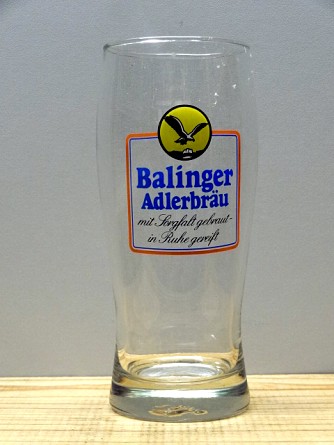 Balinger
Adlerbräu
mit Sorgfalt gebraut-
in Ruhe gereift